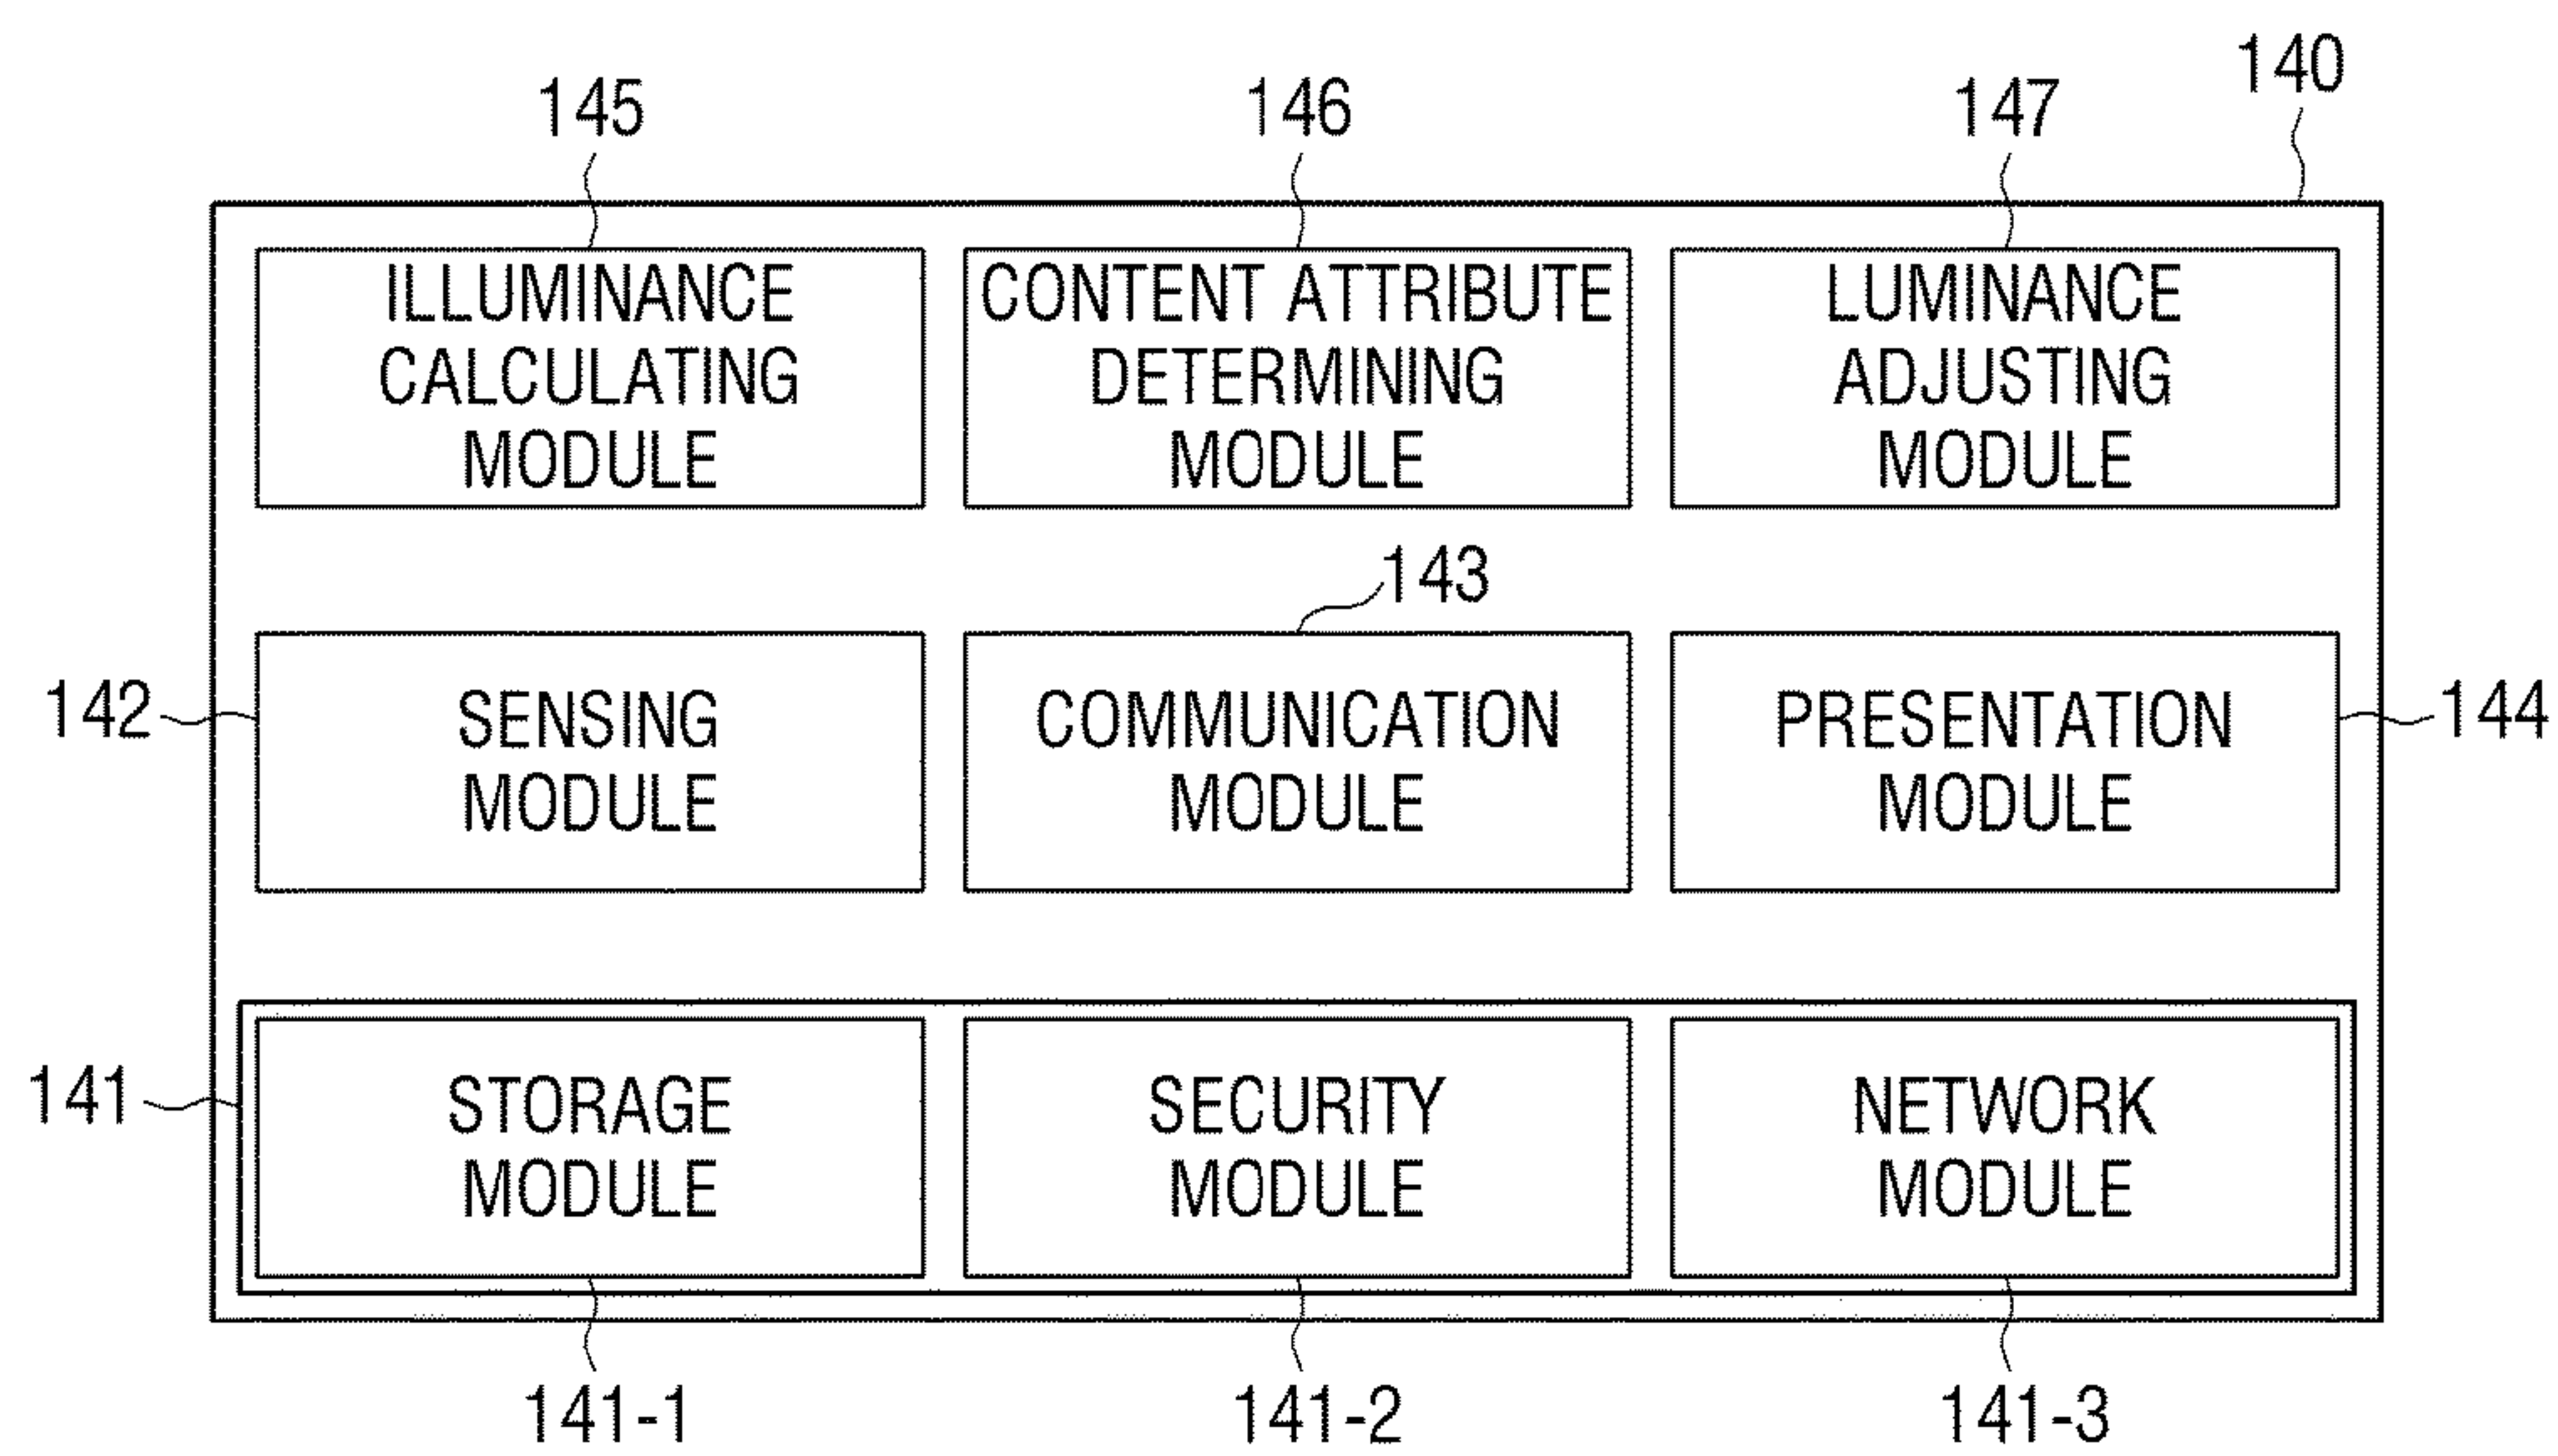 140
145
146
147
ILLUMINANCE
CALCULATING
MODULE
CONTENT ATTRIBUTE
DETERMINING
MODULE
LUMINANCE
ADJUSTING
MODULE
143
142
SENSING
MODULE
COMMUNICATION
MODULE
PRESENTATION
MODULE
144
141
STORAGE
MODULE
SECURITY
MODULE
NETWORK
MODULE
141-1
141-2
141-3